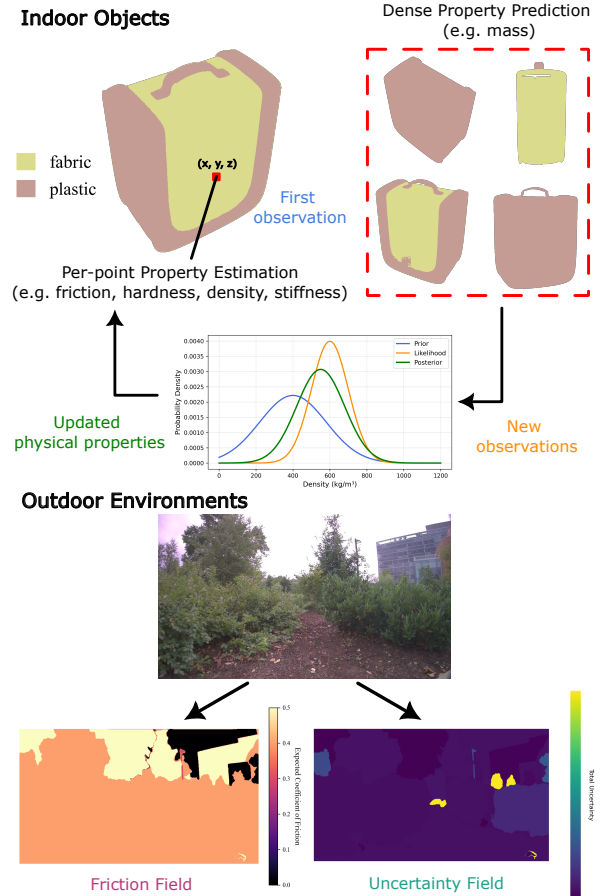 Indoor Objects
Dense Property Prediction
(e.g. mass)
(x, y, z)
fabric
plastic
First
observation
Per-point Property Estimation
(e.g. friction, hardness, density, stiffness)
Updated
physical properties
Probability Density
0.0040
0.0035
0.0030
0.0025
0.0020
0.0015
0.0010
0.0005
0.0000
0
200
400
600
800
1000
1200
Density (kg/m³)
Prior
Likelihood
Posterior
New
observations
Outdoor Environments
0.5
0.4
0.3
0.2
0.1
0.0
Expected Coefficient of Friction
Total Uncertainty
Friction Field
Uncertainty Field